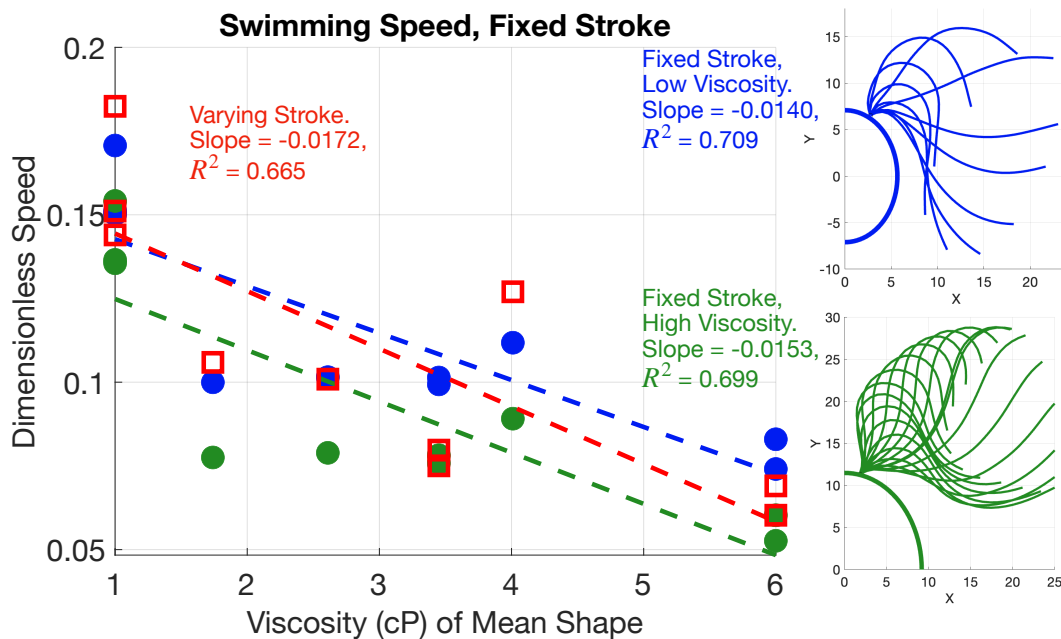 Swimming Speed, Fixed Stroke
Dimensionless Speed
0.2
0.15
0.1
0.05
1
2
3
4
5
6
Viscosity (cP) of Mean Shape
Varying Stroke.
Slope = -0.0172,
R² = 0.665
Fixed Stroke,
Low Viscosity.
Slope = -0.0140,
R² = 0.709
Fixed Stroke,
High Viscosity.
Slope = -0.0153,
R² = 0.699
Y
15
10
5
0
-5
-10
0
5
10
15
20
X
Y
30
25
20
15
10
5
0
0
5
10
15
20
25
X